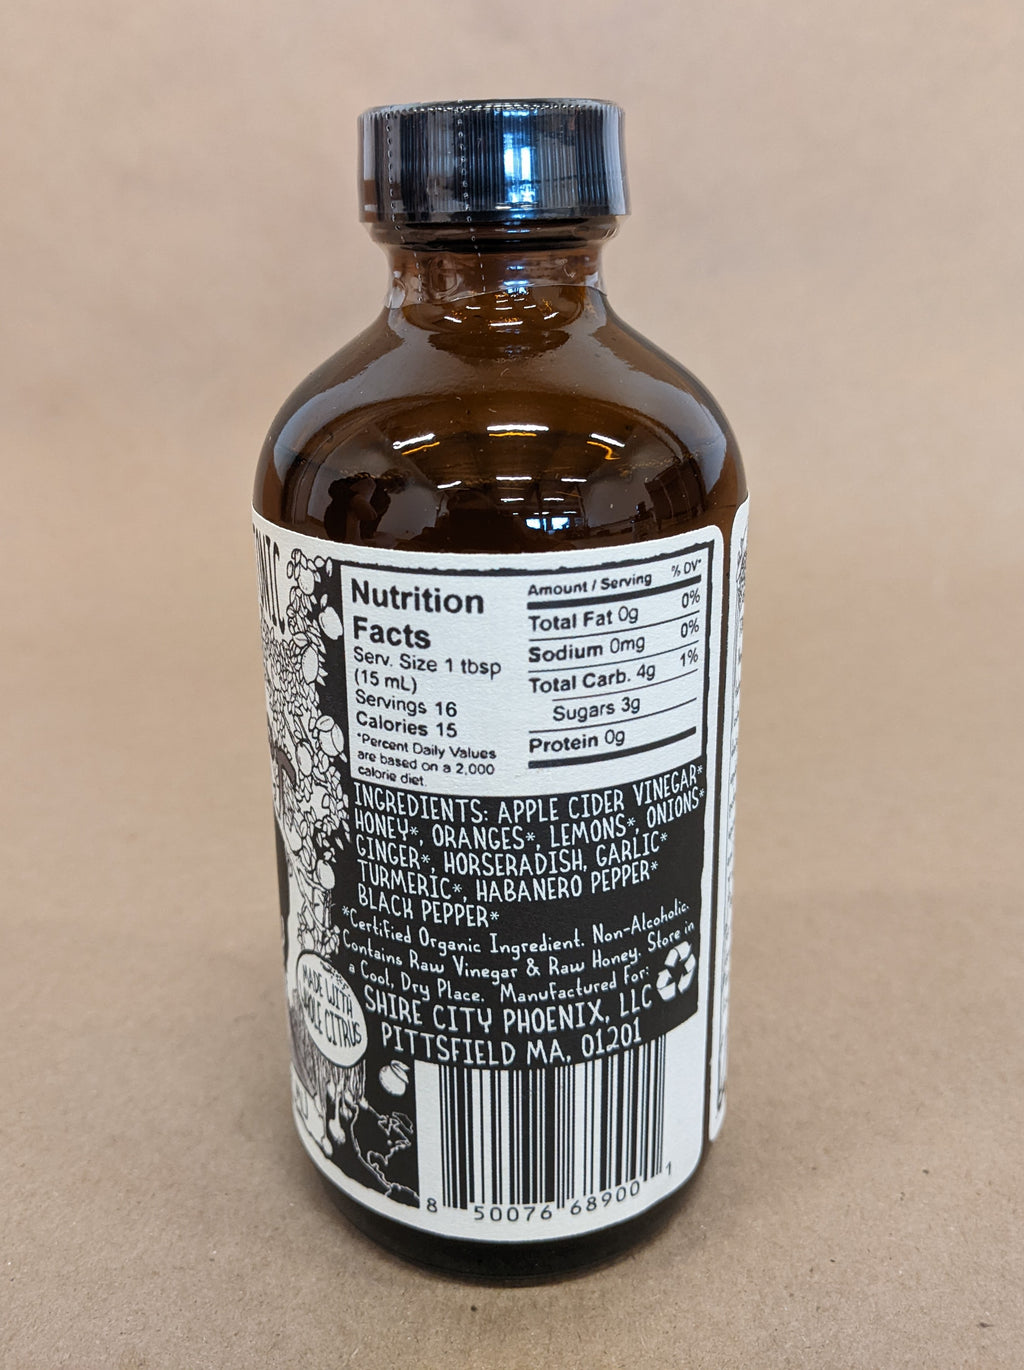 Nutrition
Facts
Serv. Size 1 tbsp
(15 mL)
Servings 16
Calories 15
*Percent Daily Values
are based on a 2,000
calorie diet.
Amount / Serving % DV*
Total Fat 0g 0%
Sodium 0mg 0%
Total Carb. 4g 1%
Sugars 3g
Protein 0g
INGREDIENTS: APPLE CIDER VINEGAR*
HONEY*, ORANGES*, LEMONS*, ONIONS*
GINGER*, HORSERADISH, GARLIC*
TURMERIC*, HABANERO PEPPER*
BLACK PEPPER*
*Certified Organic Ingredient. Non-Alcoholic.
Contains Raw Vinegar & Raw Honey. Store in
a Cool, Dry Place. Manufactured For:
SHIRE CITY PHOENIX, LLC
PITTSFIELD MA, 01201
MADE WITH
CITRUS
8 50076 68900 1